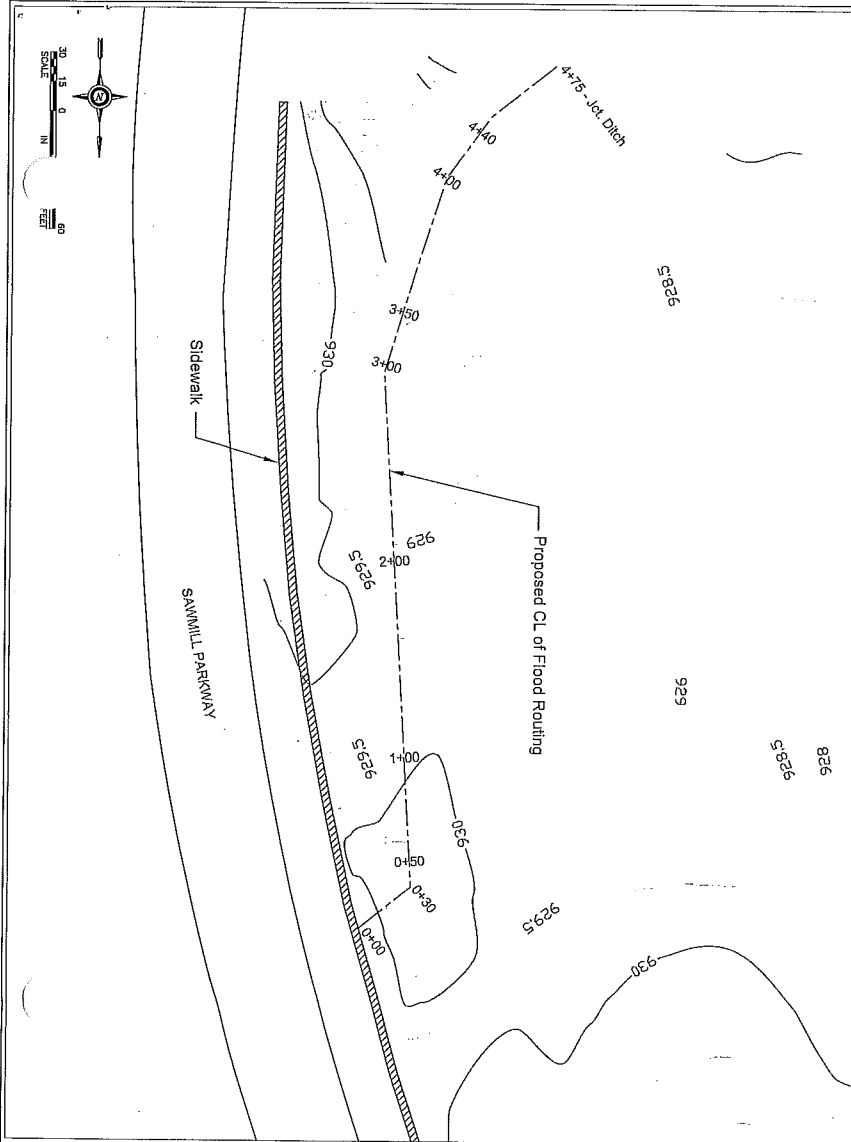 4+75 - Jct. Ditch
4+40
4+00
3+50
3+00
2+00
1+00
0+50
0+30
0+00
928.5
930
929
929.5
929.5
929
928.5
928
930
929.5
930
Proposed CL of Flood Routing
Sidewalk
SAWMILL PARKWAY
N
30 15 0 60
SCALE IN FEET